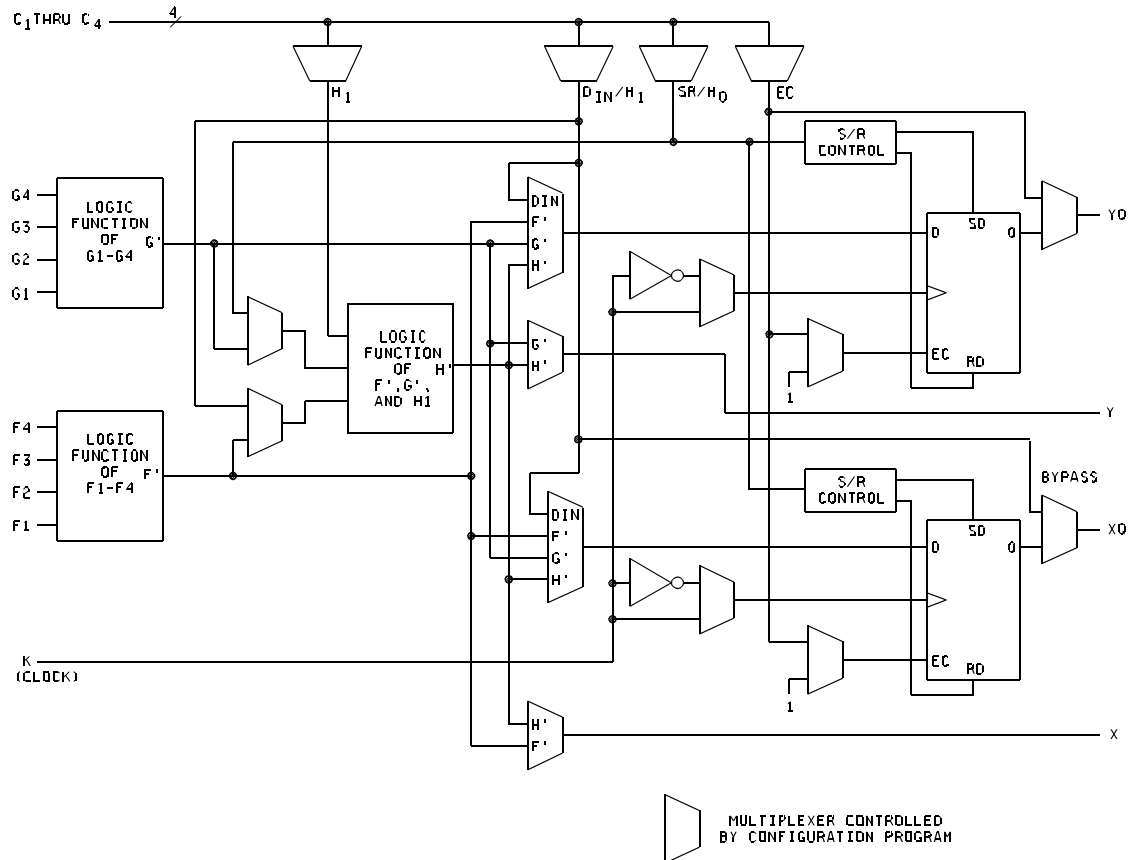 C1 THRU C4
4
H1
DIN/H1
SR/H0
EC
S/R
CONTROL
G4
G3
G2
G1
LOGIC
FUNCTION
OF
G1-G4
G'
DIN
F'
G'
H'
D
SD
Q
EC
RD
YQ
1
LOGIC
FUNCTION
OF
F',G',
AND H1
H'
G'
H'
Y
F4
F3
F2
F1
LOGIC
FUNCTION
OF
F1-F4
F'
S/R
CONTROL
BYPASS
DIN
F'
G'
H'
D
SD
Q
EC
RD
XQ
1
K
(CLOCK)
H'
F'
X
MULTIPLEXER CONTROLLED
BY CONFIGURATION PROGRAM